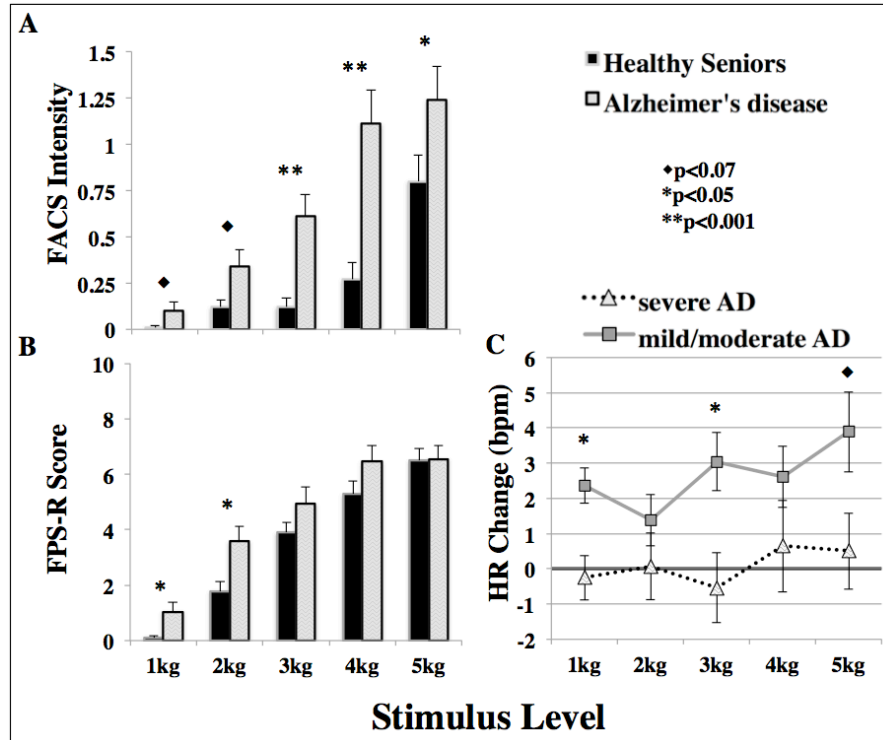 A
1.5
1.25
1
0.75
0.5
0.25
0
FACS Intensity
◆
◆
**
**
*
Healthy Seniors
Alzheimer's disease
◆p<0.07
*p<0.05
**p<0.001
severe AD
mild/moderate AD
B
10
8
6
4
2
0
FPS-R Score
*
*
1kg 2kg 3kg 4kg 5kg
C
6
5
4
3
2
1
0
-1
-2
HR Change (bpm)
*
*
◆
1kg 2kg 3kg 4kg 5kg
Stimulus Level